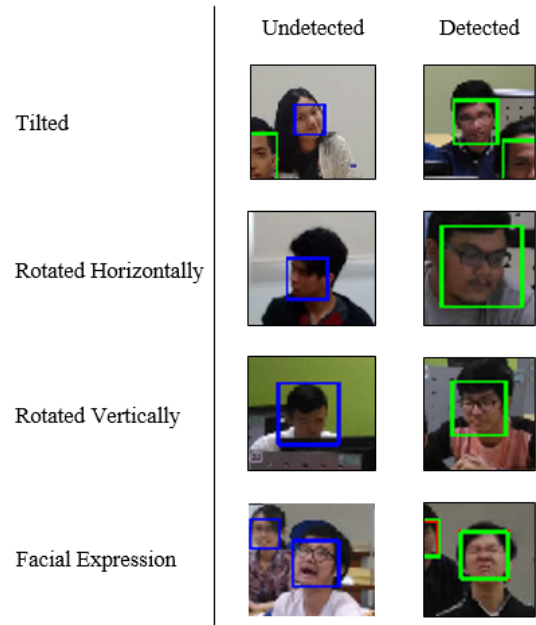 Undetected Detected
Tilted
Rotated Horizontally
Rotated Vertically
Facial Expression